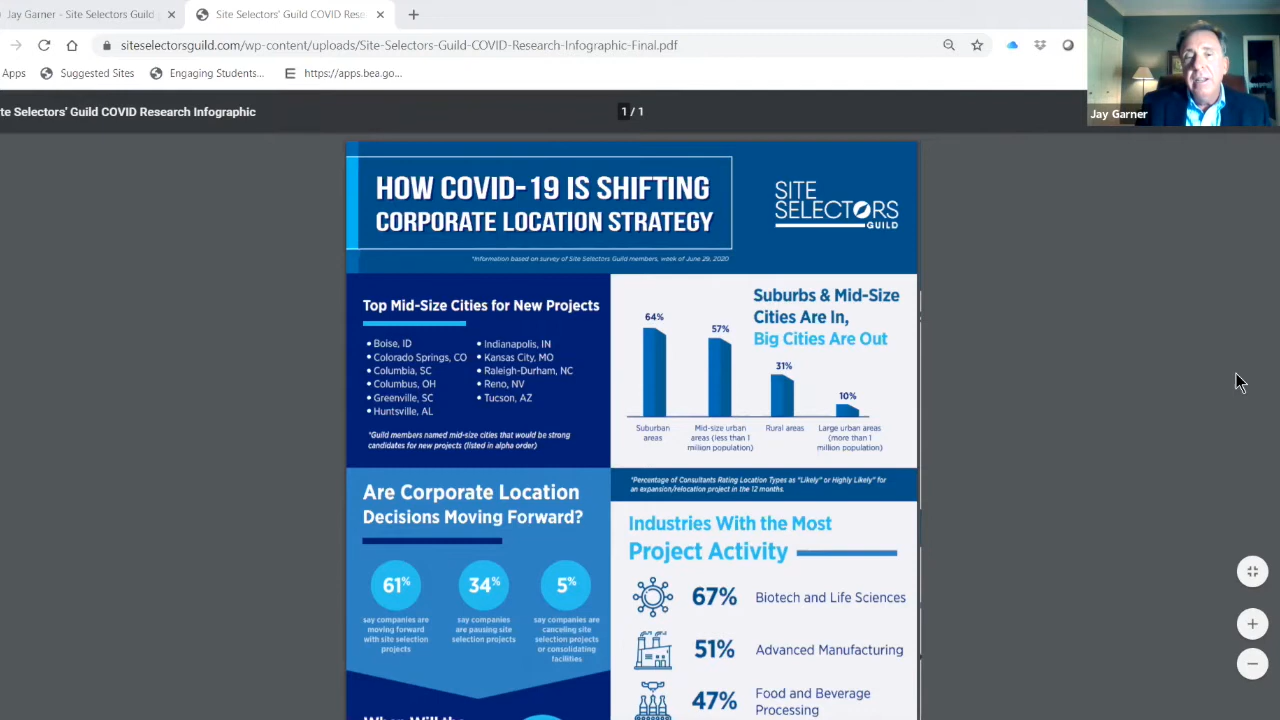 Jay Garner - Site Selectors' Guild
Site Selectors' Guild COVID Rese
siteselectorsguild.com/wp-content/uploads/Site-Selectors-Guild-COVID-Research-Infographic-Final.pdf
Apps
Suggested Sites
Engaging Students...
https://apps.bea.go...
te Selectors' Guild COVID Research Infographic
1 / 1
Jay Garner
HOW COVID-19 IS SHIFTING
CORPORATE LOCATION STRATEGY
SITE
SELECTORS
GUILD
*Information based on survey of Site Selectors Guild members, week of June 29, 2020
Top Mid-Size Cities for New Projects
• Boise, ID
• Colorado Springs, CO
• Columbia, SC
• Columbus, OH
• Greenville, SC
• Huntsville, AL
• Indianapolis, IN
• Kansas City, MO
• Raleigh-Durham, NC
• Reno, NV
• Tucson, AZ
*Guild members named mid-size cities that would be strong
candidates for new projects (listed in alpha order)
Suburbs & Mid-Size
Cities Are In,
Big Cities Are Out
64%
57%
31%
10%
Suburban
areas
Mid-size urban
areas (less than 1
million population)
Rural areas
Large urban areas
(more than 1
million population)
*Percentage of Consultants Rating Location Types as "Likely" or Highly Likely" for
an expansion/relocation project in the 12 months.
Are Corporate Location
Decisions Moving Forward?
61%
say companies are
moving forward
with site selection
projects
34%
say companies
are pausing site
selection projects
5%
say companies are
canceling site
selection projects
or consolidating
facilities
Industries With the Most
Project Activity
67% Biotech and Life Sciences
51% Advanced Manufacturing
47% Food and Beverage
Processing
When Will the